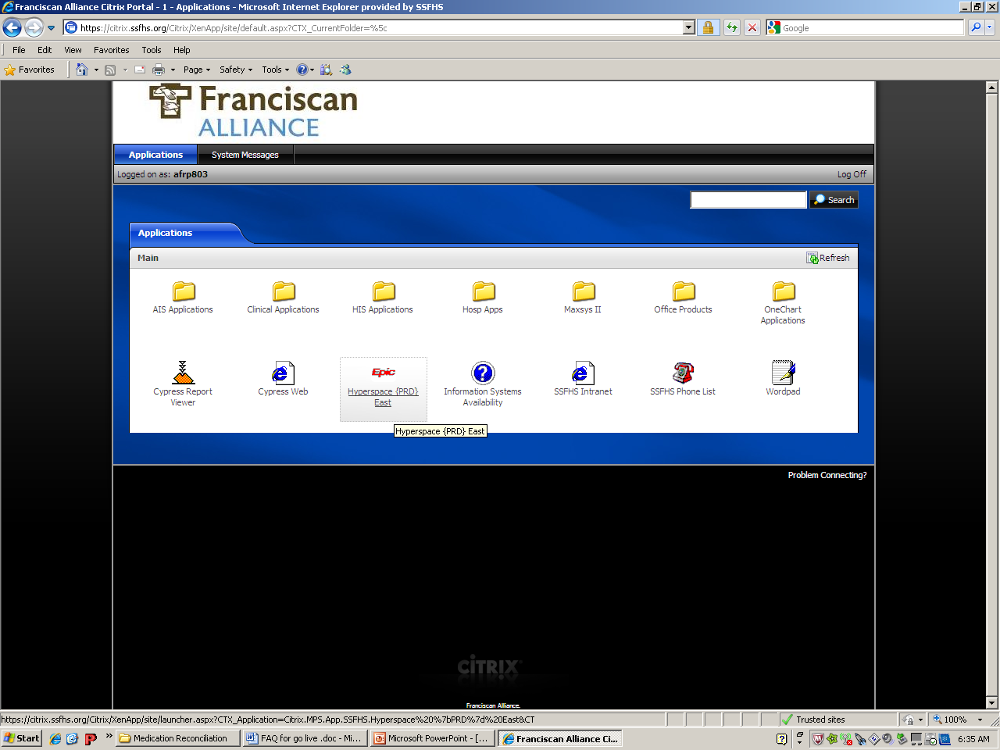 Franciscan Alliance Citrix Portal - 1 - Applications - Microsoft Internet Explorer provided by SSFHS
https://citrix.ssfhs.org/Citrix/XenApp/site/default.aspx?CTX_CurrentFolder=%5c
Google
File Edit View Favorites Tools Help
Favorites Page Safety Tools
Franciscan
ALLIANCE
Applications System Messages
Logged on as: afrp803 Log Off
Search
Applications
Main Refresh
AIS Applications Clinical Applications HIS Applications Hosp Apps Maxsys II Office Products OneChart
Applications
Epic
Cypress Report Cypress Web Hyperspace {PRD} Information Systems SSFHS Intranet SSFHS Phone List Wordpad
Viewer East Availability
Hyperspace {PRD} East
Problem Connecting?
CITRIX
Franciscan Alliance.
https://citrix.ssfhs.org/Citrix/XenApp/site/launcher.aspx?CTX_Application=Citrix.MPS.App.SSFHS.Hyperspace%20%7bPRD%7d%20East&CT Trusted sites 100%
Start Medication Reconciliation FAQ for go live .doc - Mi... Microsoft PowerPoint - [... Franciscan Alliance Ci... 6:35 AM